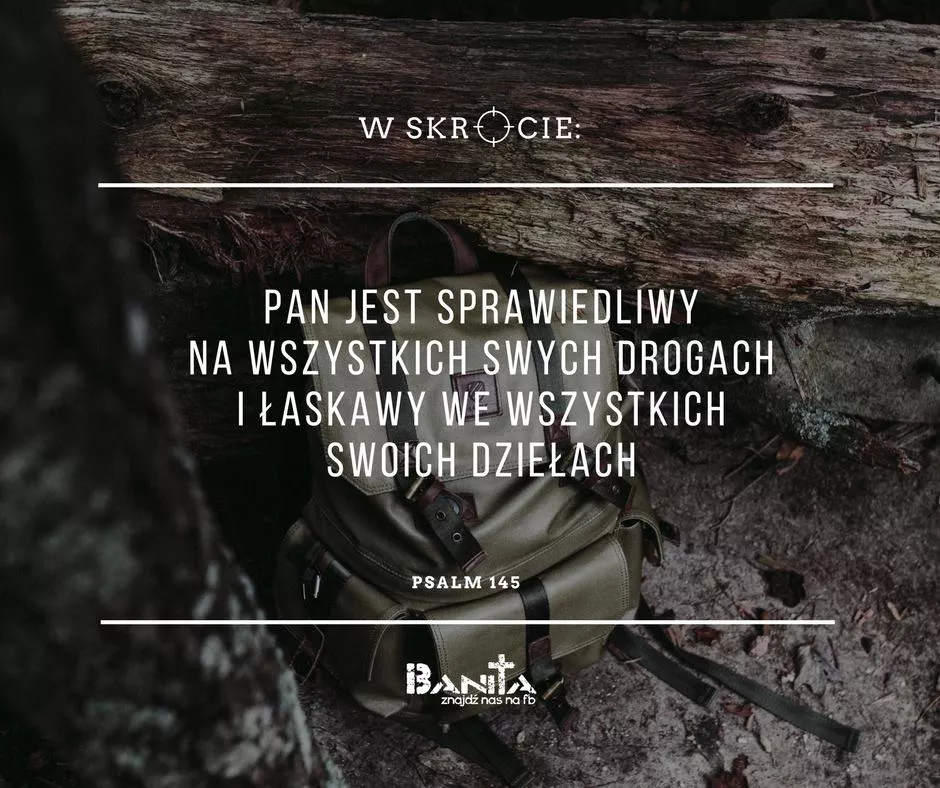 W SKROCIE:
PAN JEST SPRAWIEDLIWY
NA WSZYSTKICH SWYCH DROGACH
I ŁASKAWY WE WSZYSTKICH
SWOICH DZIEŁACH
PSALM 145
BANITA
znajdź nas na fb